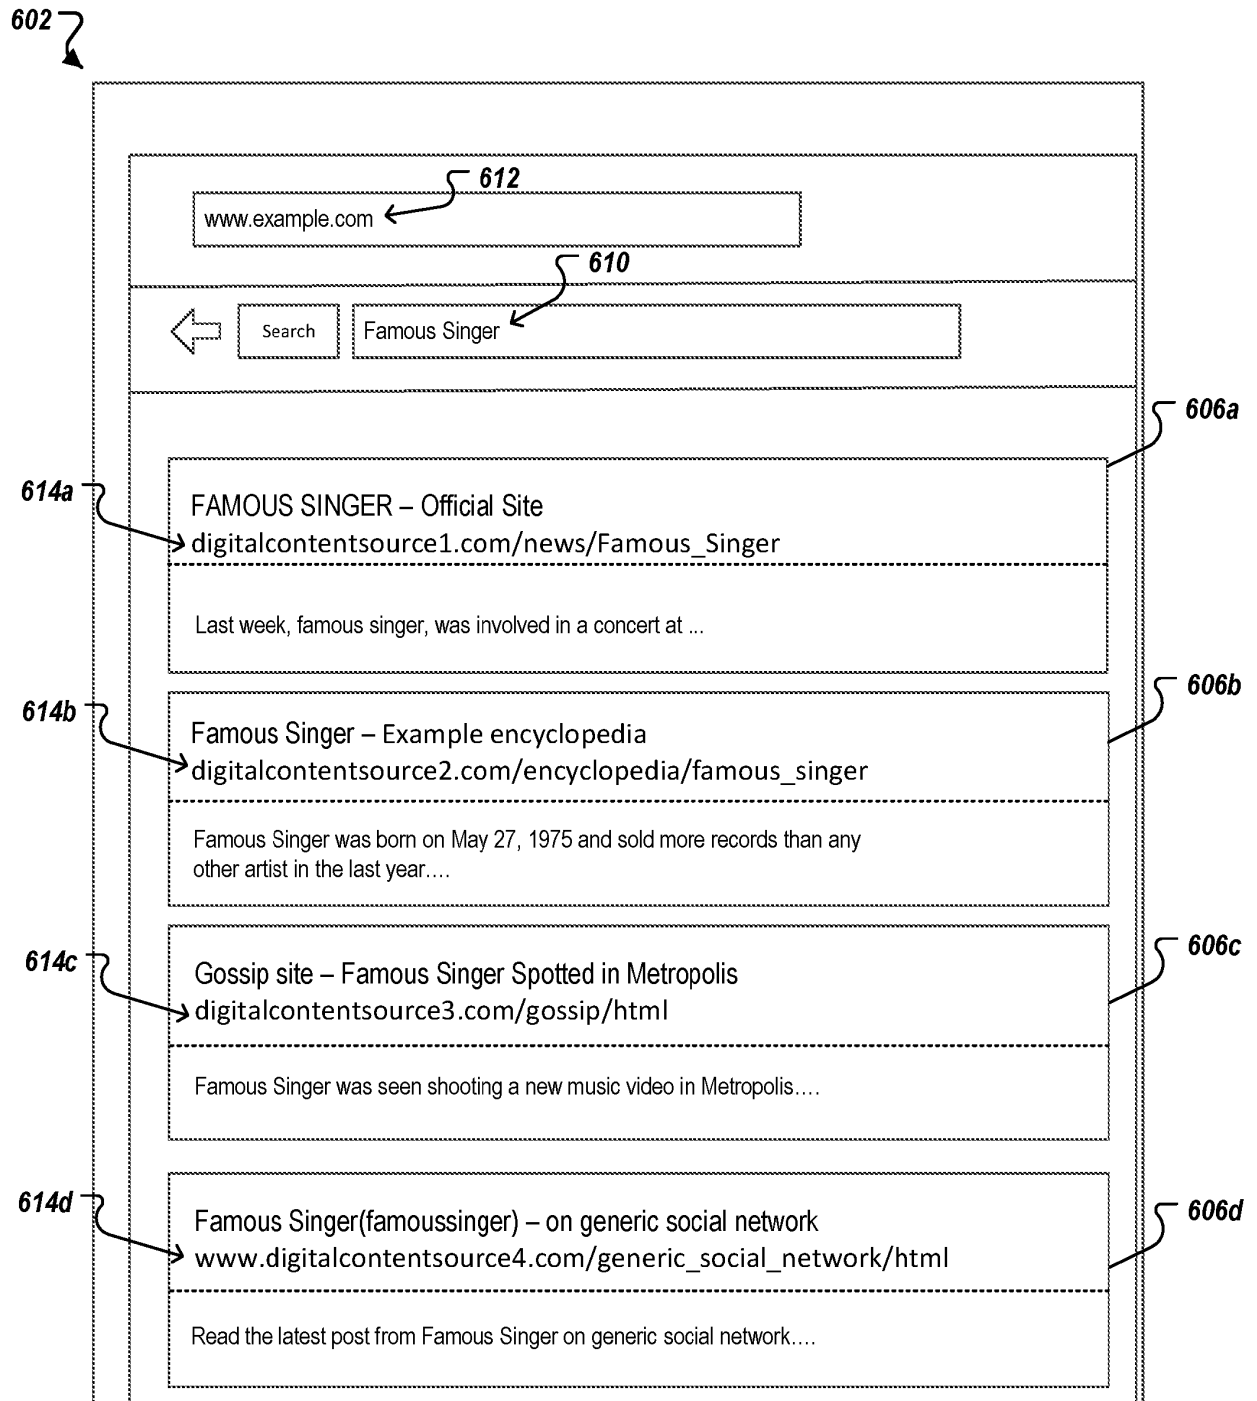 602
612
www.example.com
610
Search
Famous Singer
606a
614a
FAMOUS SINGER – Official Site
digitalcontentsource1.com/news/Famous_Singer
Last week, famous singer, was involved in a concert at ...
606b
614b
Famous Singer – Example encyclopedia
digitalcontentsource2.com/encyclopedia/famous_singer
Famous Singer was born on May 27, 1975 and sold more records than any
other artist in the last year....
606c
614c
Gossip site – Famous Singer Spotted in Metropolis
digitalcontentsource3.com/gossip/html
Famous Singer was seen shooting a new music video in Metropolis....
614d
606d
Famous Singer(famoussinger) – on generic social network
www.digitalcontentsource4.com/generic_social_network/html
Read the latest post from Famous Singer on generic social network....